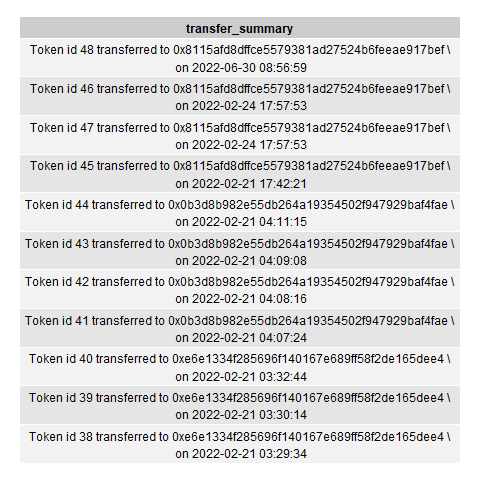 transfer_summary
Token id 48 transferred to 0x8115afd8dffce5579381ad27524b6feeae917bef \
on 2022-06-30 08:56:59
Token id 46 transferred to 0x8115afd8dffce5579381ad27524b6feeae917bef \
on 2022-02-24 17:57:53
Token id 47 transferred to 0x8115afd8dffce5579381ad27524b6feeae917bef \
on 2022-02-24 17:57:53
Token id 45 transferred to 0x8115afd8dffce5579381ad27524b6feeae917bef \
on 2022-02-21 17:42:21
Token id 44 transferred to 0x0b3d8b982e55db264a19354502f947929baf4fae \
on 2022-02-21 04:11:15
Token id 43 transferred to 0x0b3d8b982e55db264a19354502f947929baf4fae \
on 2022-02-21 04:09:08
Token id 42 transferred to 0x0b3d8b982e55db264a19354502f947929baf4fae \
on 2022-02-21 04:08:16
Token id 41 transferred to 0x0b3d8b982e55db264a19354502f947929baf4fae \
on 2022-02-21 04:07:24
Token id 40 transferred to 0xe6e1334f285696f140167e689ff58f2de165dee4 \
on 2022-02-21 03:32:44
Token id 39 transferred to 0xe6e1334f285696f140167e689ff58f2de165dee4 \
on 2022-02-21 03:30:14
Token id 38 transferred to 0xe6e1334f285696f140167e689ff58f2de165dee4 \
on 2022-02-21 03:29:34